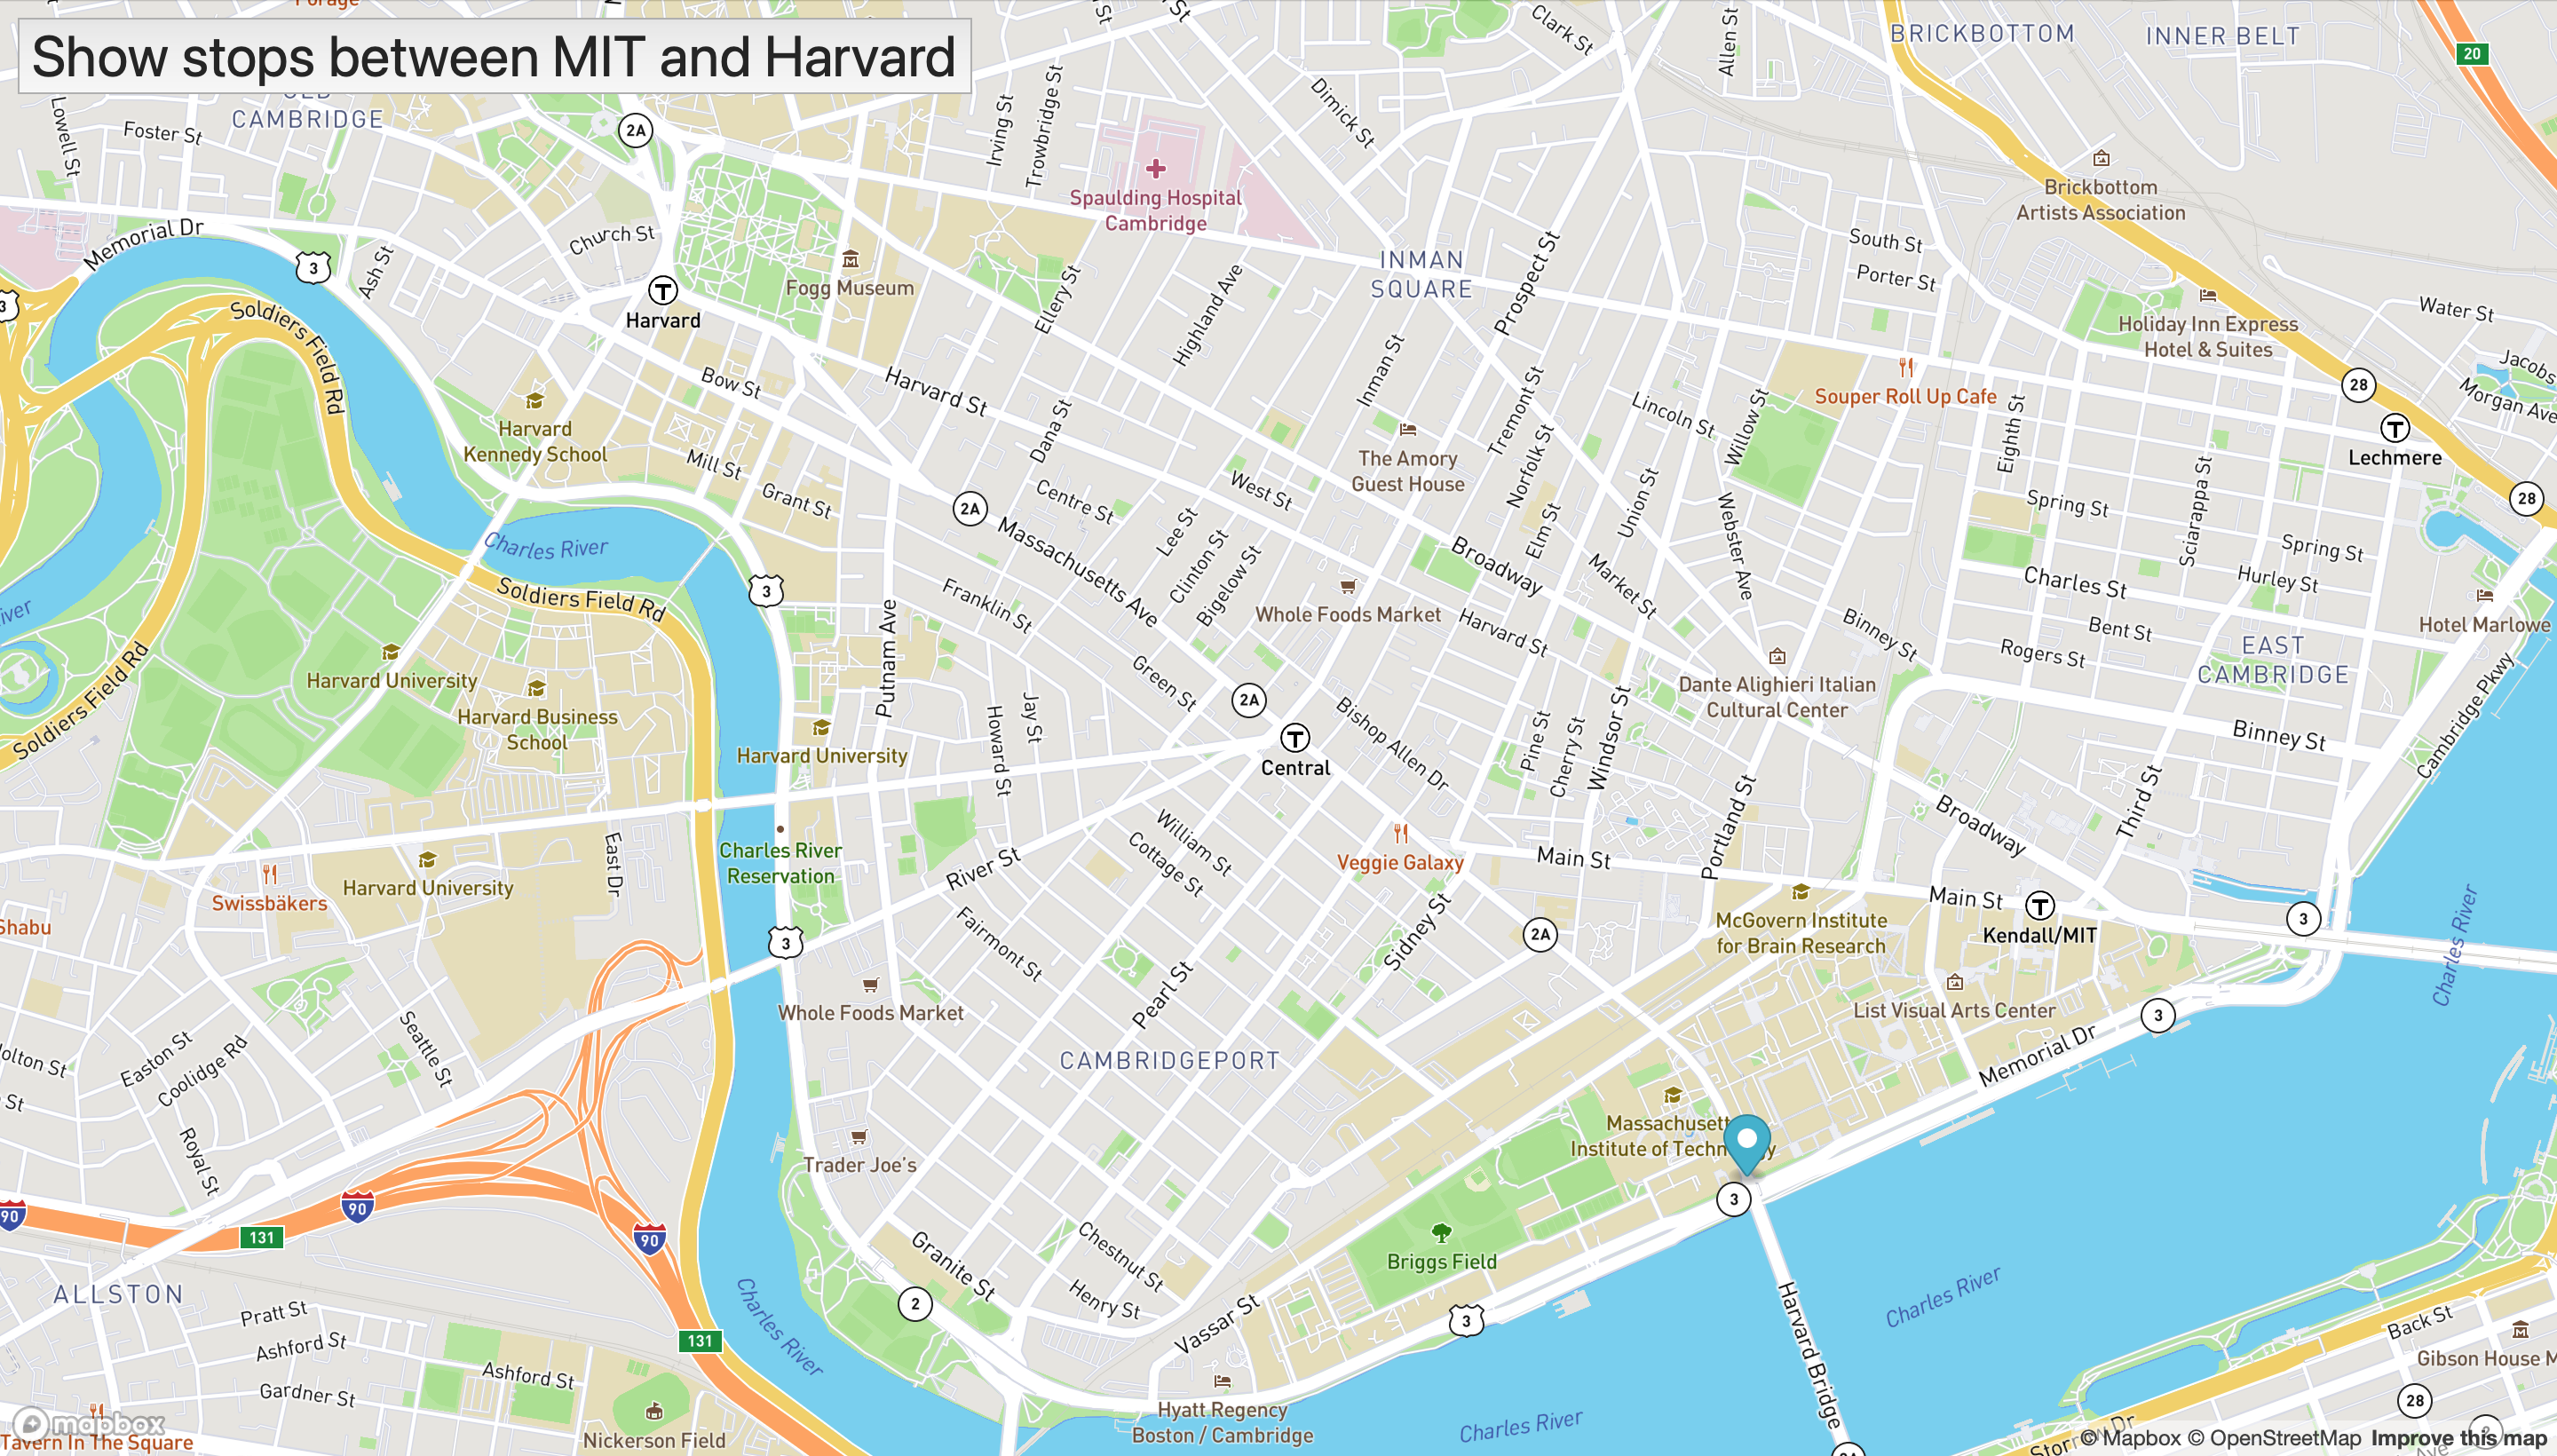 Forage
Show stops between MIT and Harvard
CAMBRIDGE
Lowell St
Foster St
2A
Irving St
Trowbridge St
Clark St
Dimick St
Allen St
BRICKBOTTOM
INNER BELT
20
Spaulding Hospital
Cambridge
Brickbottom
Artists Association
Memorial Dr
3
Ash St
Church St
Fogg Museum
Harvard
Ellery St
Highland Ave
INMAN
SQUARE
Prospect St
South St
Porter St
Water St
Holiday Inn Express
Hotel & Suites
Jacobs
Morgan Ave
28
T
Lechmere
28
Soldiers Field Rd
Bow St
Harvard St
Inman St
Tremont St
Lincoln St
Willow St
Souper Roll Up Cafe
Eighth St
Harvard
Kennedy School
Dana St
The Amory
Guest House
Norfolk St
Mill St
Grant St
Centre St
West St
Elm St
Union St
Webster Ave
Spring St
Sciarappa St
Spring St
2A
Massachusetts Ave
Lee St
Clinton St
Bigelow St
Broadway
Market St
Charles St
Hurley St
Charles River
Soldiers Field Rd
3
Franklin St
Whole Foods Market
Harvard St
Binney St
Bent St
Rogers St
Hotel Marlowe
EAST
CAMBRIDGE
Harvard University
Putnam Ave
Green St
Dante Alighieri Italian
Cultural Center
Soldiers Field Rd
Harvard Business
School
Harvard University
Howard St
Jay St
2A
Bishop Allen Dr
Pine St
Cherry St
Windsor St
Binney St
Cambridge Pkwy
T
Central
Portland St
Broadway
Third St
Charles River
Reservation
East Dr
William St
Cottage St
River St
Veggie Galaxy
Main St
Swissbäkers
Harvard University
Shabu
McGovern Institute
for Brain Research
Main St
T
Kendall/MIT
3
Charles River
3
Fairmont St
Sidney St
2A
Whole Foods Market
Pearl St
List Visual Arts Center
3
Memorial Dr
Easton St
Coolidge Rd
Seattle St
CAMBRIDGEPORT
Royal St
Trader Joe's
Massachusett
Institute of Techn
3
90
90
90
131
ALLSTON
Granite St
Chestnut St
Henry St
Briggs Field
Vassar St
2
3
Harvard Bridge
Charles River
Pratt St
Ashford St
131
Charles River
Ashford St
Gardner St
Back St
Gibson House M
28
mapbox
Tavern In The Square
Nickerson Field
Hyatt Regency
Boston / Cambridge
Charles River
© Mapbox © OpenStreetMap Improve this map